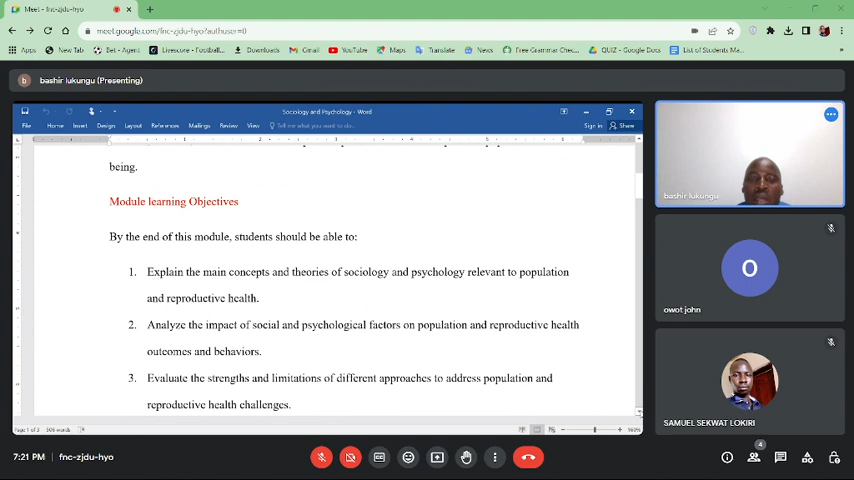 Meet - fnc-zjdu-hyo
meet.google.com/fnc-zjdu-hyo?authuser=0
Apps New Tab Bet - Agent Livescore - Football... Downloads Gmail YouTube Maps Translate News Free Grammar Check... QUIZ - Google Docs List of Students Ma...
b bashir lukungu (Presenting)
Sociology and Psychology - Word
File Home Insert Design Layout References Mailings Review View Tell me what you want to do... Sign in Share
being.
Module learning Objectives
By the end of this module, students should be able to:
1. Explain the main concepts and theories of sociology and psychology relevant to population
and reproductive health.
2. Analyze the impact of social and psychological factors on population and reproductive health
outcomes and behaviors.
3. Evaluate the strengths and limitations of different approaches to address population and
reproductive health challenges.
Page 1 of 3 506 words 160%
bashir lukungu
O
owot john
SAMUEL SEKWAT LOKIRI
7:21 PM fnc-zjdu-hyo
4